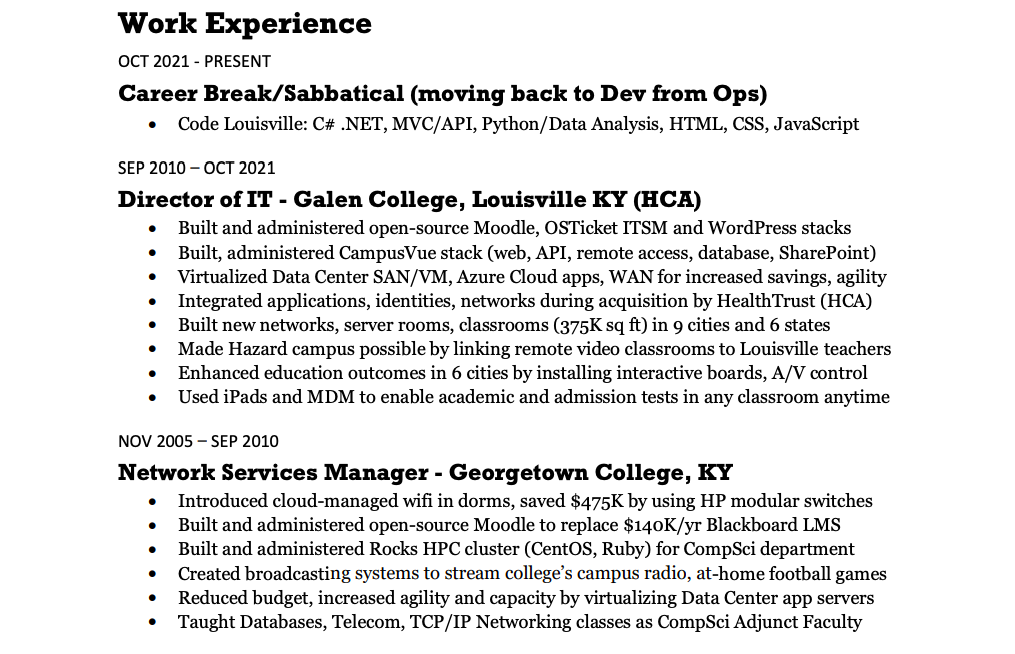 Work Experience
OCT 2021 - PRESENT
Career Break/Sabbatical (moving back to Dev from Ops)
• Code Louisville: C# .NET, MVC/API, Python/Data Analysis, HTML, CSS, JavaScript
SEP 2010 – OCT 2021
Director of IT - Galen College, Louisville KY (HCA)
• Built and administered open-source Moodle, OSTicket ITSM and WordPress stacks
• Built, administered CampusVue stack (web, API, remote access, database, SharePoint)
• Virtualized Data Center SAN/VM, Azure Cloud apps, WAN for increased savings, agility
• Integrated applications, identities, networks during acquisition by HealthTrust (HCA)
• Built new networks, server rooms, classrooms (375K sq ft) in 9 cities and 6 states
• Made Hazard campus possible by linking remote video classrooms to Louisville teachers
• Enhanced education outcomes in 6 cities by installing interactive boards, A/V control
• Used iPads and MDM to enable academic and admission tests in any classroom anytime
NOV 2005 – SEP 2010
Network Services Manager - Georgetown College, KY
• Introduced cloud-managed wifi in dorms, saved $475K by using HP modular switches
• Built and administered open-source Moodle to replace $140K/yr Blackboard LMS
• Built and administered Rocks HPC cluster (CentOS, Ruby) for CompSci department
• Created broadcasting systems to stream college’s campus radio, at-home football games
• Reduced budget, increased agility and capacity by virtualizing Data Center app servers
• Taught Databases, Telecom, TCP/IP Networking classes as CompSci Adjunct Faculty